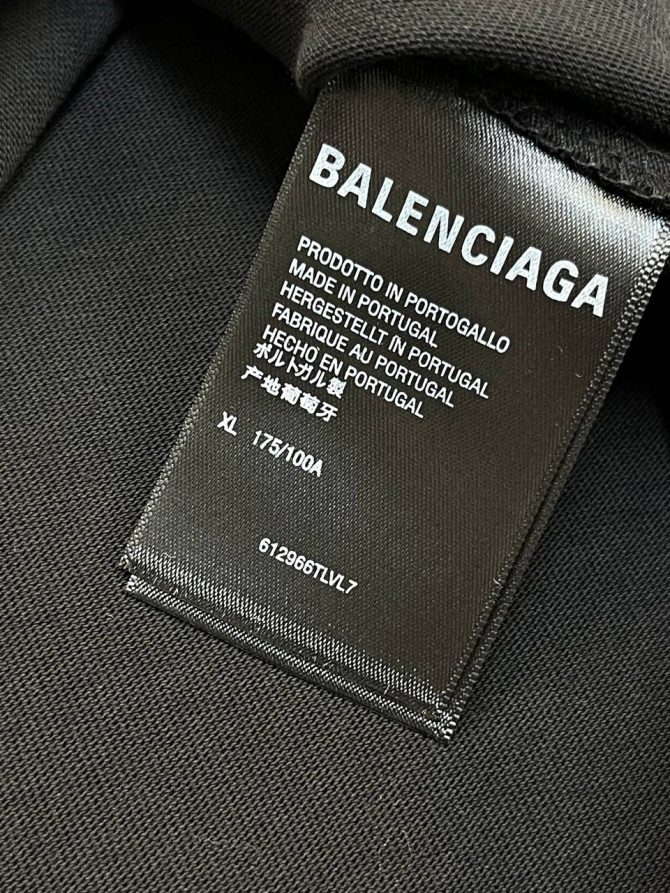 BALENCIAGA
PRODOTTO IN PORTOGALLO
MADE IN PORTUGAL
HERGESTELLT IN PORTUGAL
FABRIQUE AU PORTUGAL
HECHO EN PORTUGAL
ポルトガル製
产地葡萄牙
XL 175/100A
612966TLVL7